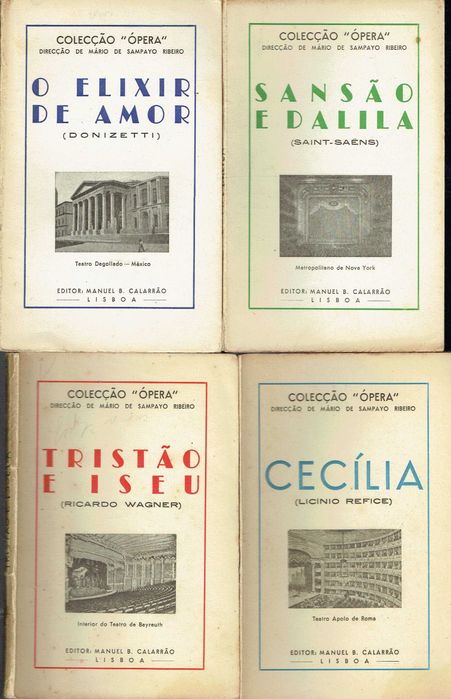 COLECÇÃO "ÓPERA"
DIRECÇÃO DE MÁRIO DE SAMPAYO RIBEIRO
O ELIXIR
DE AMOR
(DONIZETTI)
Teatro Degollado — México
EDITOR: MANUEL B. CALARRÃO
LISBOA
COLECÇÃO "ÓPERA"
DIRECÇÃO DE MÁRIO DE SAMPAYO RIBEIRO
SANSÃO
E DALILA
(SAINT-SAËNS)
Metropolitano de Nova York
EDITOR: MANUEL B. CALARRÃO
LISBOA
COLECÇÃO "ÓPERA"
DIRECÇÃO DE MÁRIO DE SAMPAYO RIBEIRO
TRISTÃO
E ISEU
(RICARDO WAGNER)
Interior do Teatro de Beyreuth
EDITOR: MANUEL B. CALARRÃO
LISBOA
COLECÇÃO "ÓPERA"
DIRECÇÃO DE MÁRIO DE SAMPAYO RIBEIRO
CECÍLIA
(LICINIO REFICE)
Teatro Apolo de Roma
EDITOR: MANUEL B. CALARRÃO
LISBOA